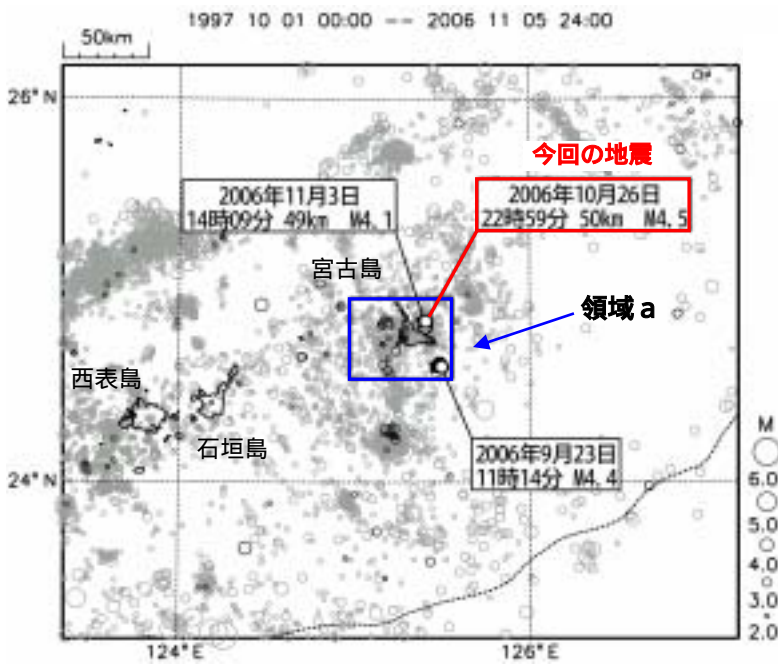 1997 10 01 00:00 -- 2006 11 05 24:00
50km
26°N
今回の地震
2006年11月3日
14時09分 49km M4.1
2006年10月26日
22時59分 50km M4.5
宮古島
領域a
西表島
石垣島
2006年9月23日
11時14分 M4.4
24°N
M
6.0
5.0
4.0
3.0
2.0
124°E
126°E